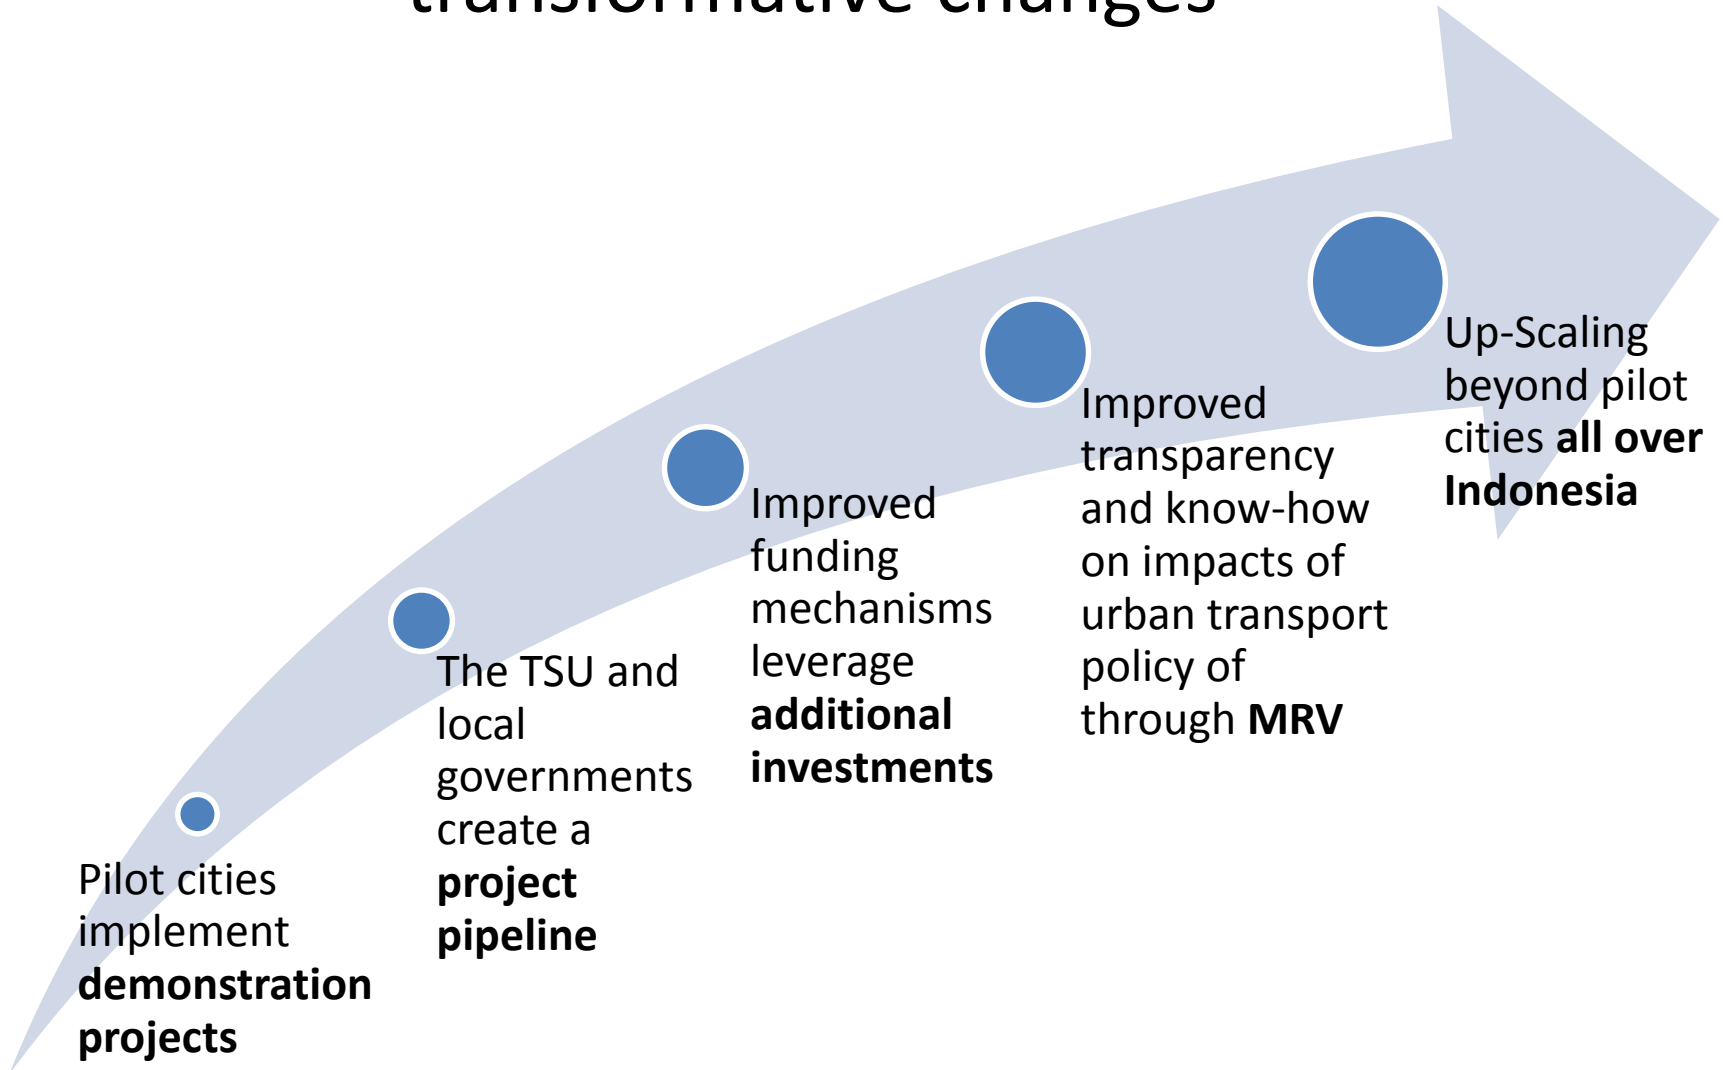 transformative changes
Pilot cities
implement
demonstration
projects
The TSU and
local
governments
create a
project
pipeline
Improved
funding
mechanisms
leverage
additional
investments
Improved
transparency
and know-how
on impacts of
urban transport
policy of
through MRV
Up-Scaling
beyond pilot
cities all over
Indonesia